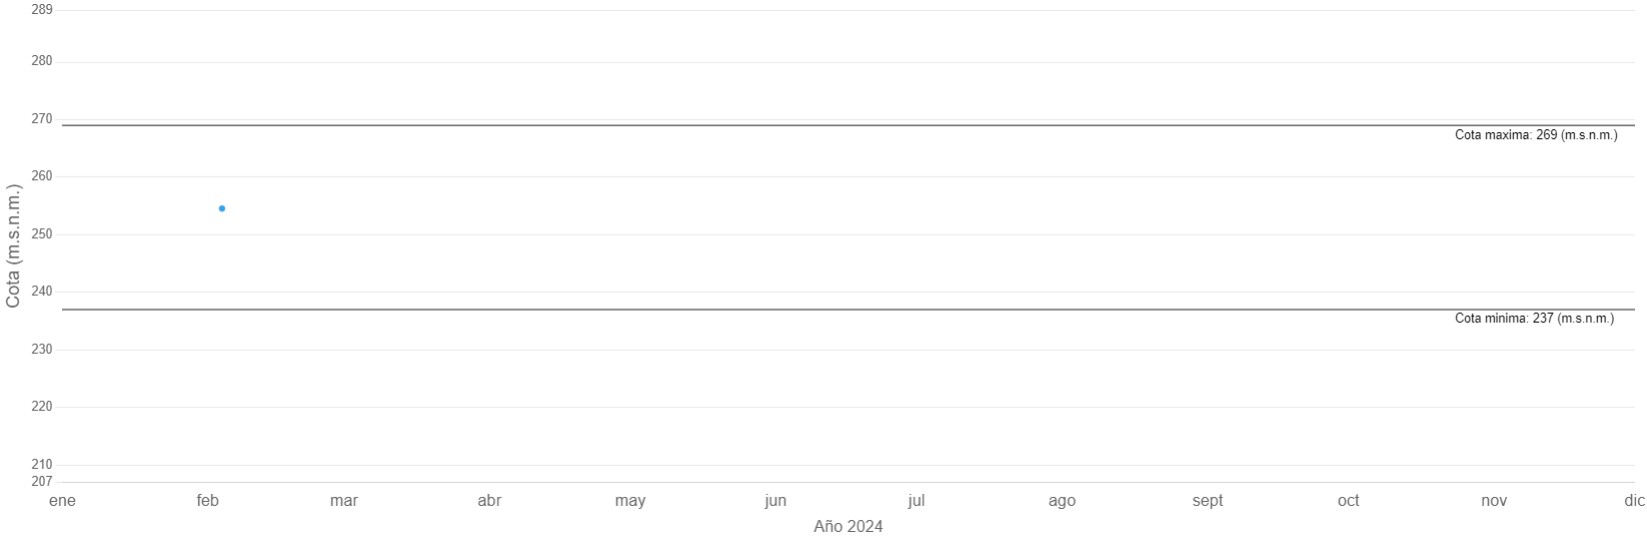 289
280
270
Cota maxima: 269 (m.s.n.m.)
260
250
240
Cota minima: 237 (m.s.n.m.)
230
220
210
207
Cota (m.s.n.m.)
ene feb mar abr may jun jul ago sept oct nov dic
Año 2024